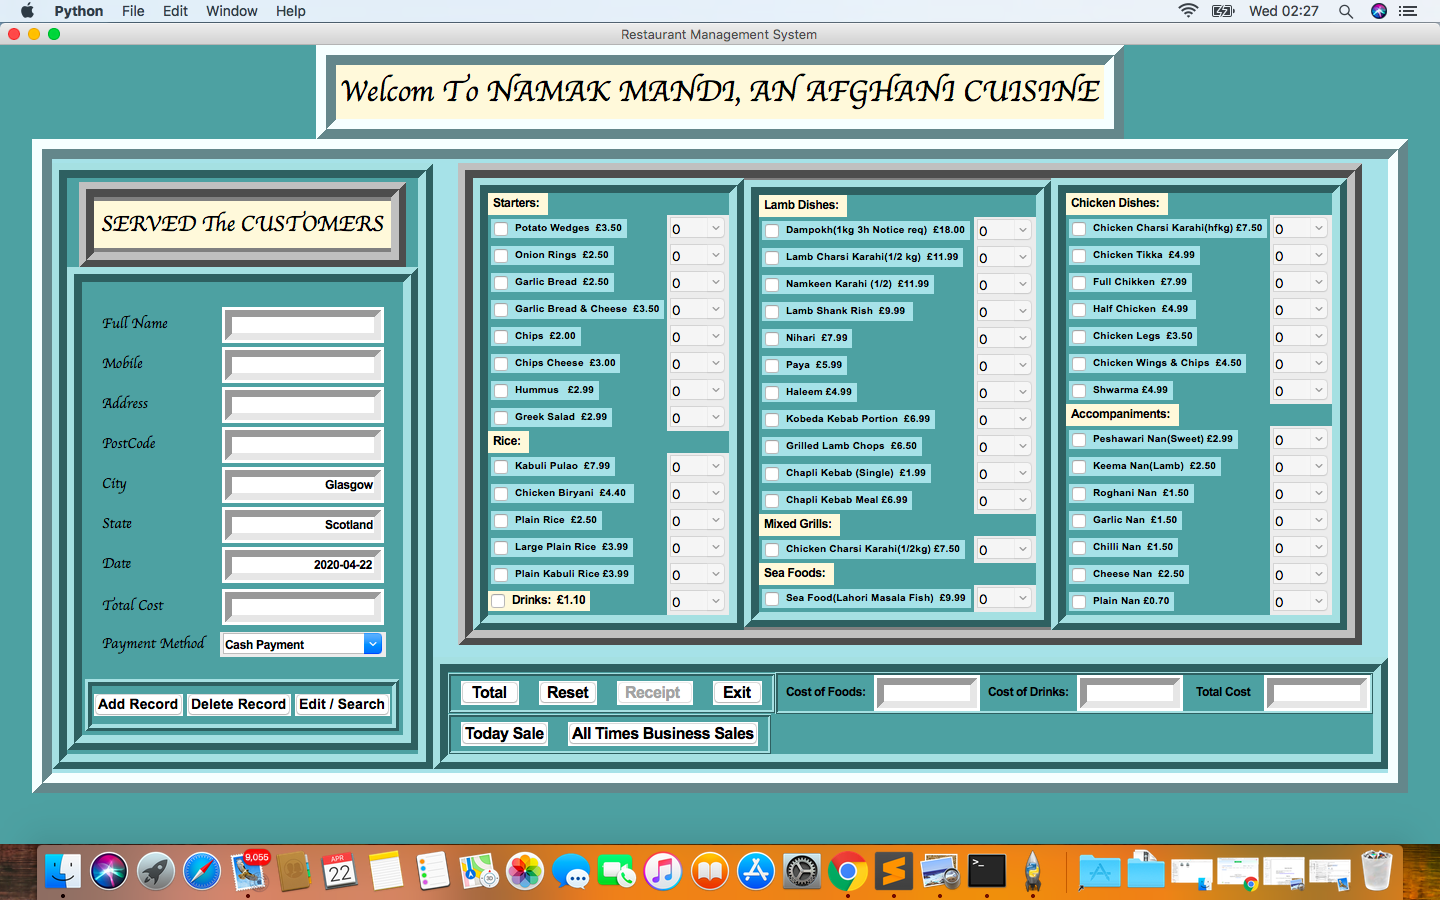 Python File Edit Window Help Wed 02:27
Restaurant Management System
Welcom To NAMAK MANDI, AN AFGHANI CUISINE
SERVED The CUSTOMERS
Full Name
Mobile
Address
PostCode
City Glasgow
State Scotland
Date 2020-04-22
Total Cost
Payment Method Cash Payment
Add Record Delete Record Edit / Search
Starters:
Potato Wedges £3.50 0
Onion Rings £2.50 0
Garlic Bread £2.50 0
Garlic Bread & Cheese £3.50 0
Chips £2.00 0
Chips Cheese £3.00 0
Hummus £2.99 0
Greek Salad £2.99 0
Rice:
Kabuli Pulao £7.99 0
Chicken Biryani £4.40 0
Plain Rice £2.50 0
Large Plain Rice £3.99 0
Plain Kabuli Rice £3.99 0
Drinks: £1.10 0
Lamb Dishes:
Dampokh(1kg 3h Notice req) £18.00 0
Lamb Charsi Karahi(1/2 kg) £11.99 0
Namkeen Karahi (1/2) £11.99 0
Lamb Shank Rish £9.99 0
Nihari £7.99 0
Paya £5.99 0
Haleem £4.99 0
Kobeda Kebab Portion £6.99 0
Grilled Lamb Chops £6.50 0
Chapli Kebab (Single) £1.99 0
Chapli Kebab Meal £6.99 0
Mixed Grills:
Chicken Charsi Karahi(1/2kg) £7.50 0
Sea Foods:
Sea Food(Lahori Masala Fish) £9.99 0
Chicken Dishes:
Chicken Charsi Karahi(hfkg) £7.50 0
Chicken Tikka £4.99 0
Full Chikken £7.99 0
Half Chicken £4.99 0
Chicken Legs £3.50 0
Chicken Wings & Chips £4.50 0
Shwarma £4.99 0
Accompaniments:
Peshawari Nan(Sweet) £2.99 0
Keema Nan(Lamb) £2.50 0
Roghani Nan £1.50 0
Garlic Nan £1.50 0
Chilli Nan £1.50 0
Cheese Nan £2.50 0
Plain Nan £0.70 0
Total Reset Receipt Exit Cost of Foods: Cost of Drinks: Total Cost
Today Sale All Times Business Sales
9,055
APR
22